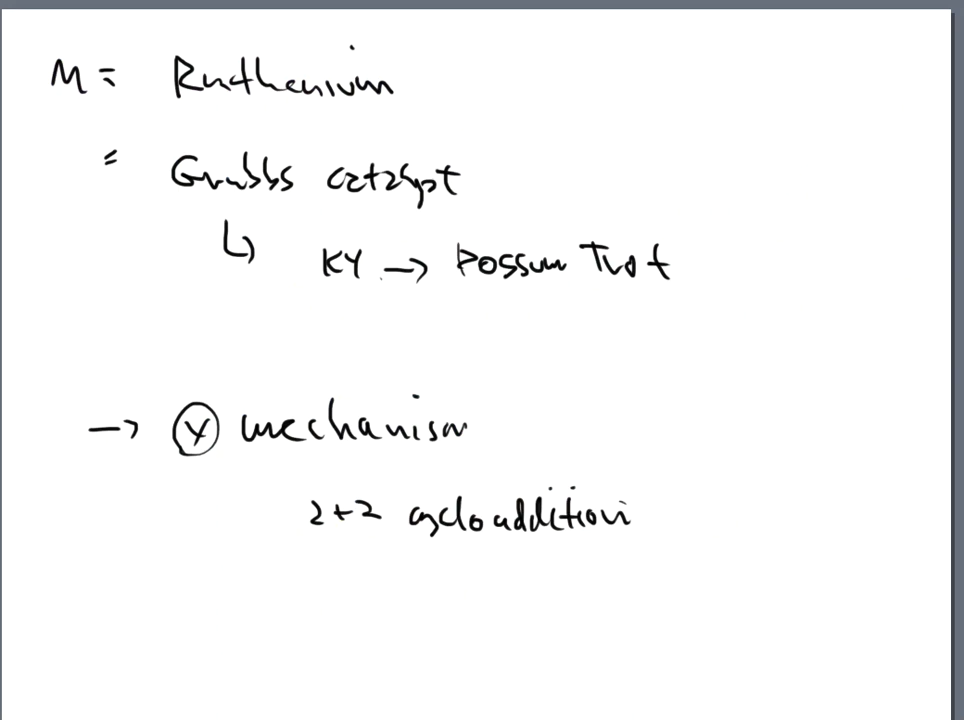 M = Ruthenium
= Grubbs catalyst
↳ KY → Possum Trot
→ Ⓨ mechanism
2+2 cycloaddition